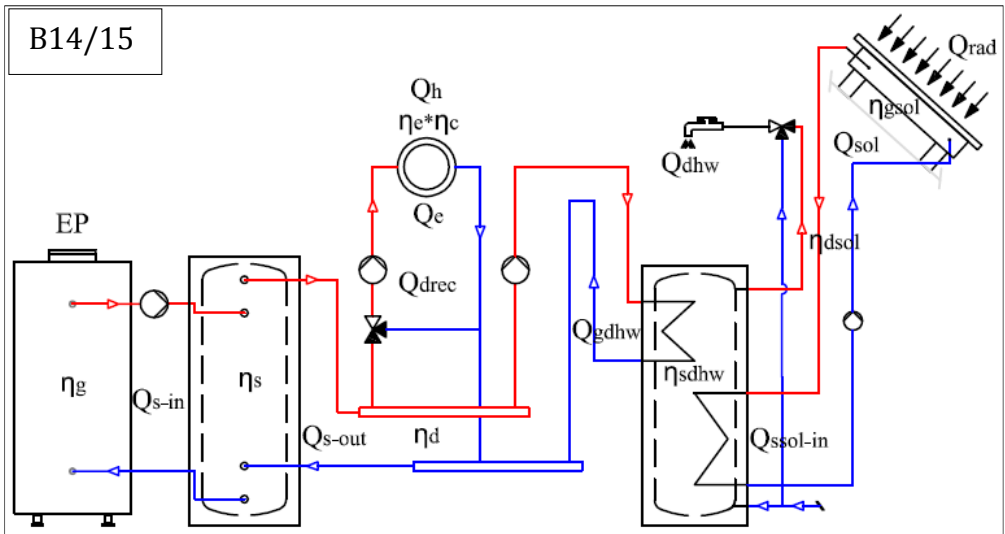 B14/15
Qrad
Qh
ηe*ηc
ηgsol
Qsol
Qdhw
Qe
EP
ηdsol
Qdrec
Qgdhw
ηsdhw
ηg
Qs-in
ηs
Qs-out
ηd
Qssol-in